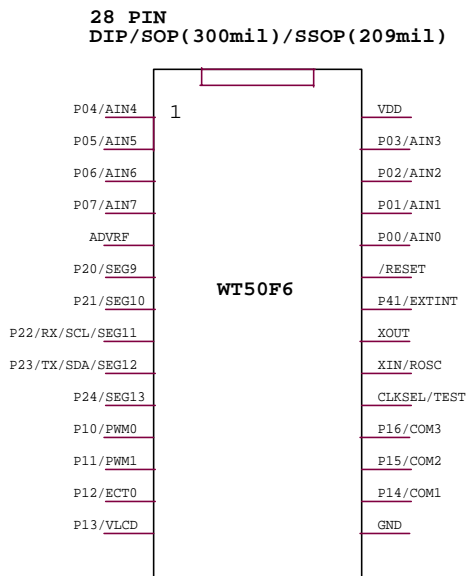 28 PIN
DIP/SOP(300mil)/SSOP(209mil)
P04/AIN4 1 VDD
P05/AIN5 P03/AIN3
P06/AIN6 P02/AIN2
P07/AIN7 P01/AIN1
ADVRF P00/AIN0
P20/SEG9 /RESET
WT50F6
P21/SEG10 P41/EXTINT
P22/RX/SCL/SEG11 XOUT
P23/TX/SDA/SEG12 XIN/ROSC
P24/SEG13 CLKSEL/TEST
P10/PWM0 P16/COM3
P11/PWM1 P15/COM2
P12/ECT0 P14/COM1
P13/VLCD GND